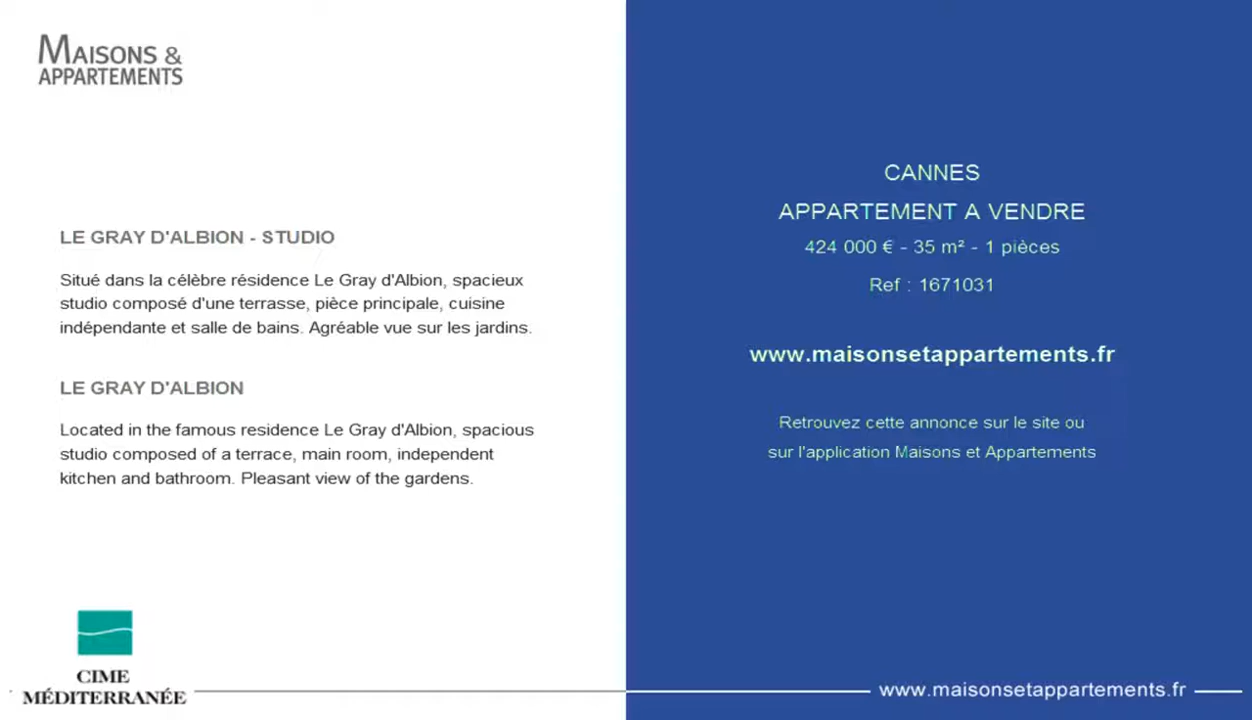 MAISONS &
APPARTEMENTS
LE GRAY D'ALBION - STUDIO
Situé dans la célèbre résidence Le Gray d'Albion, spacieux
studio composé d'une terrasse, pièce principale, cuisine
indépendante et salle de bains. Agréable vue sur les jardins.
LE GRAY D'ALBION
Located in the famous residence Le Gray d'Albion, spacious
studio composed of a terrace, main room, independent
kitchen and bathroom. Pleasant view of the gardens.
CIME
MÉDITERRANÉE
CANNES
APPARTEMENT A VENDRE
424 000 € - 35 m² - 1 pièces
Ref : 1671031
www.maisonsetappartements.fr
Retrouvez cette annonce sur le site ou
sur l'application Maisons et Appartements
www.maisonsetappartements.fr